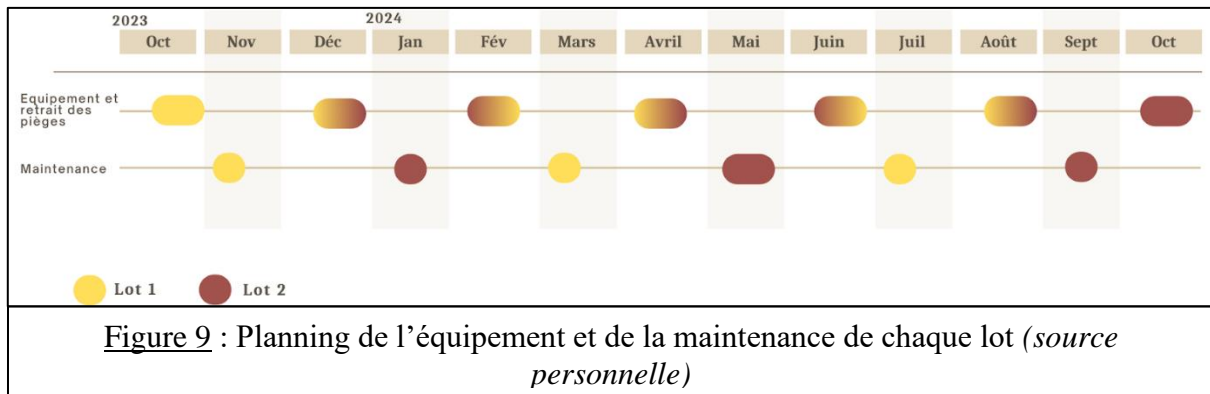 2023 2024
Oct Nov Déc Jan Fév Mars Avril Mai Juin Juil Août Sept Oct
Equipement et
retrait des
pièges
Maintenance
Lot 1 Lot 2
Figure 9 : Planning de l’équipement et de la maintenance de chaque lot (source
personnelle)